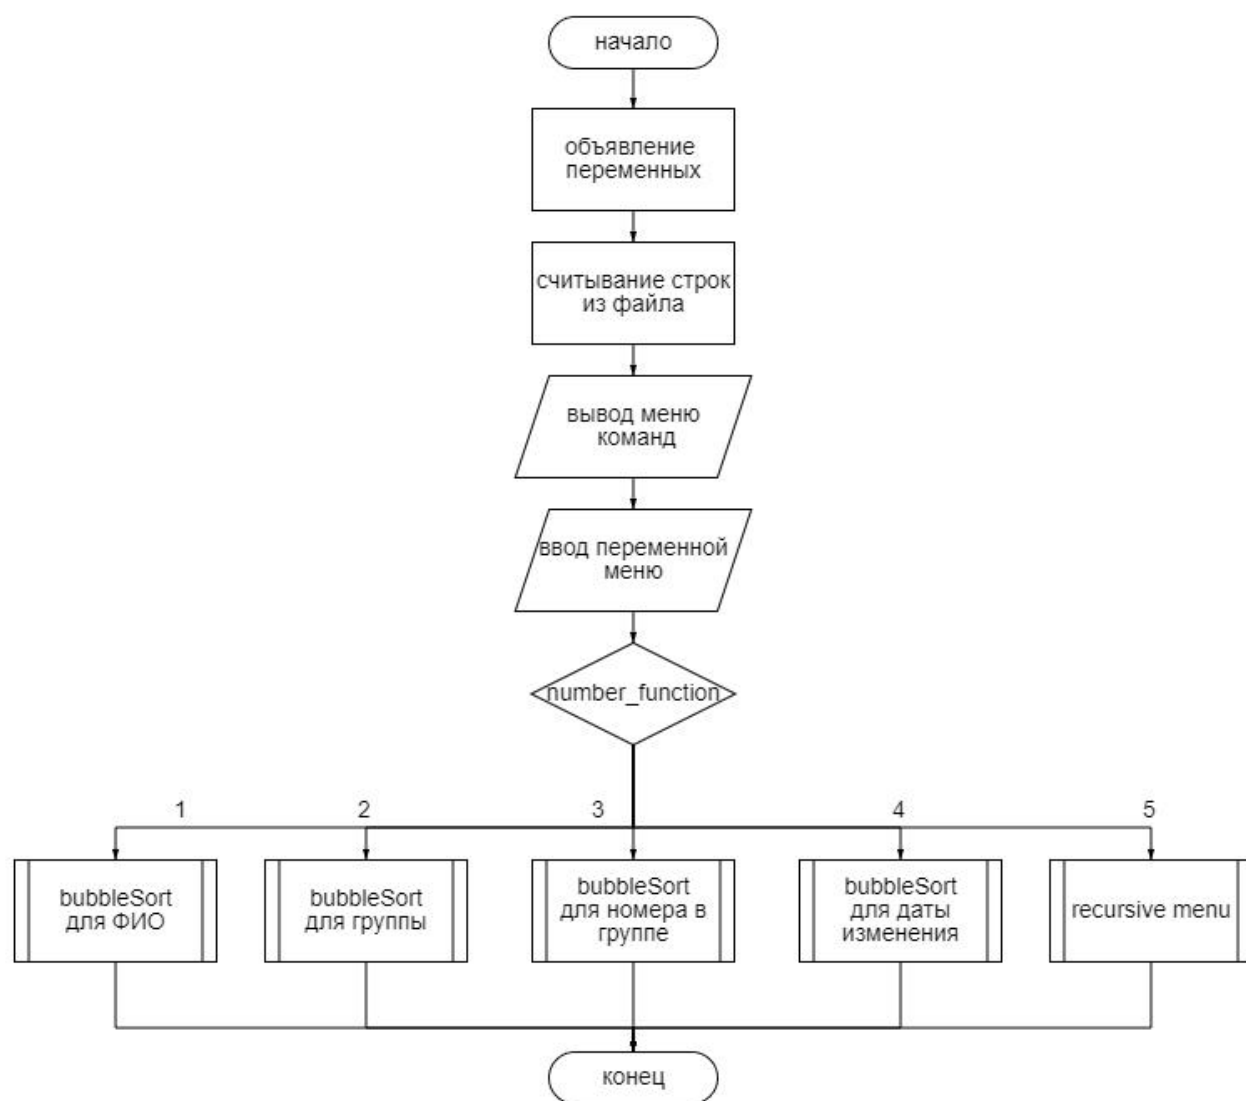 начало
объявление
переменных
считывание строк
из файла
вывод меню
команд
ввод переменной
меню
number_function
1
2
3
4
5
bubbleSort
для ФИО
bubbleSort
для группы
bubbleSort
для номера в
группе
bubbleSort
для даты
изменения
recursive menu
конец